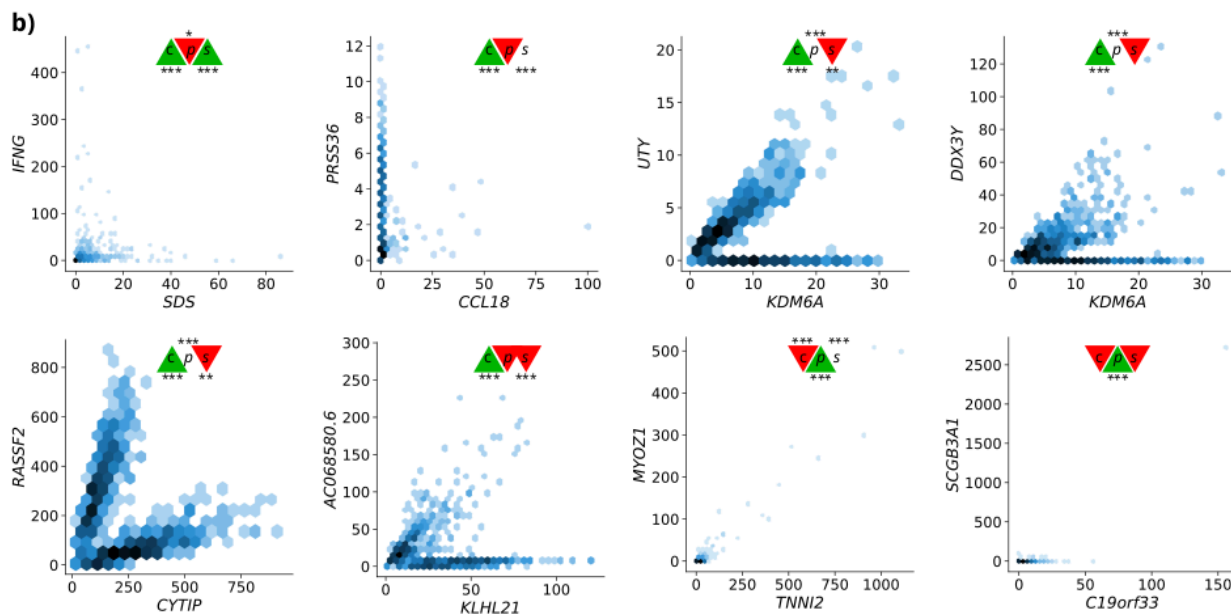 b)
*
c p s
*** ***
IFNG
400
300
200
100
0
0 20 40 60 80
SDS
c p s
*** ***
PRSS36
12
10
8
6
4
2
0
0 25 50 75 100
CCL18
***
c p s
*** **
UTY
20
15
10
5
0
0 10 20 30
KDM6A
***
c p s
***
DDX3Y
120
100
80
60
40
20
0
0 10 20 30
KDM6A
***
c p s
*** **
RASSF2
800
600
400
200
0
0 250 500 750
CYTIP
c p s
*** ***
AC068580.6
300
250
200
150
100
50
0
0 50 100
KLHL21
*** ***
c p s
***
MYOZ1
500
400
300
200
100
0
0 250 500 750 1000
TNNI2
c p s
***
SCGB3A1
2500
2000
1500
1000
500
0
0 50 100 150
C19orf33